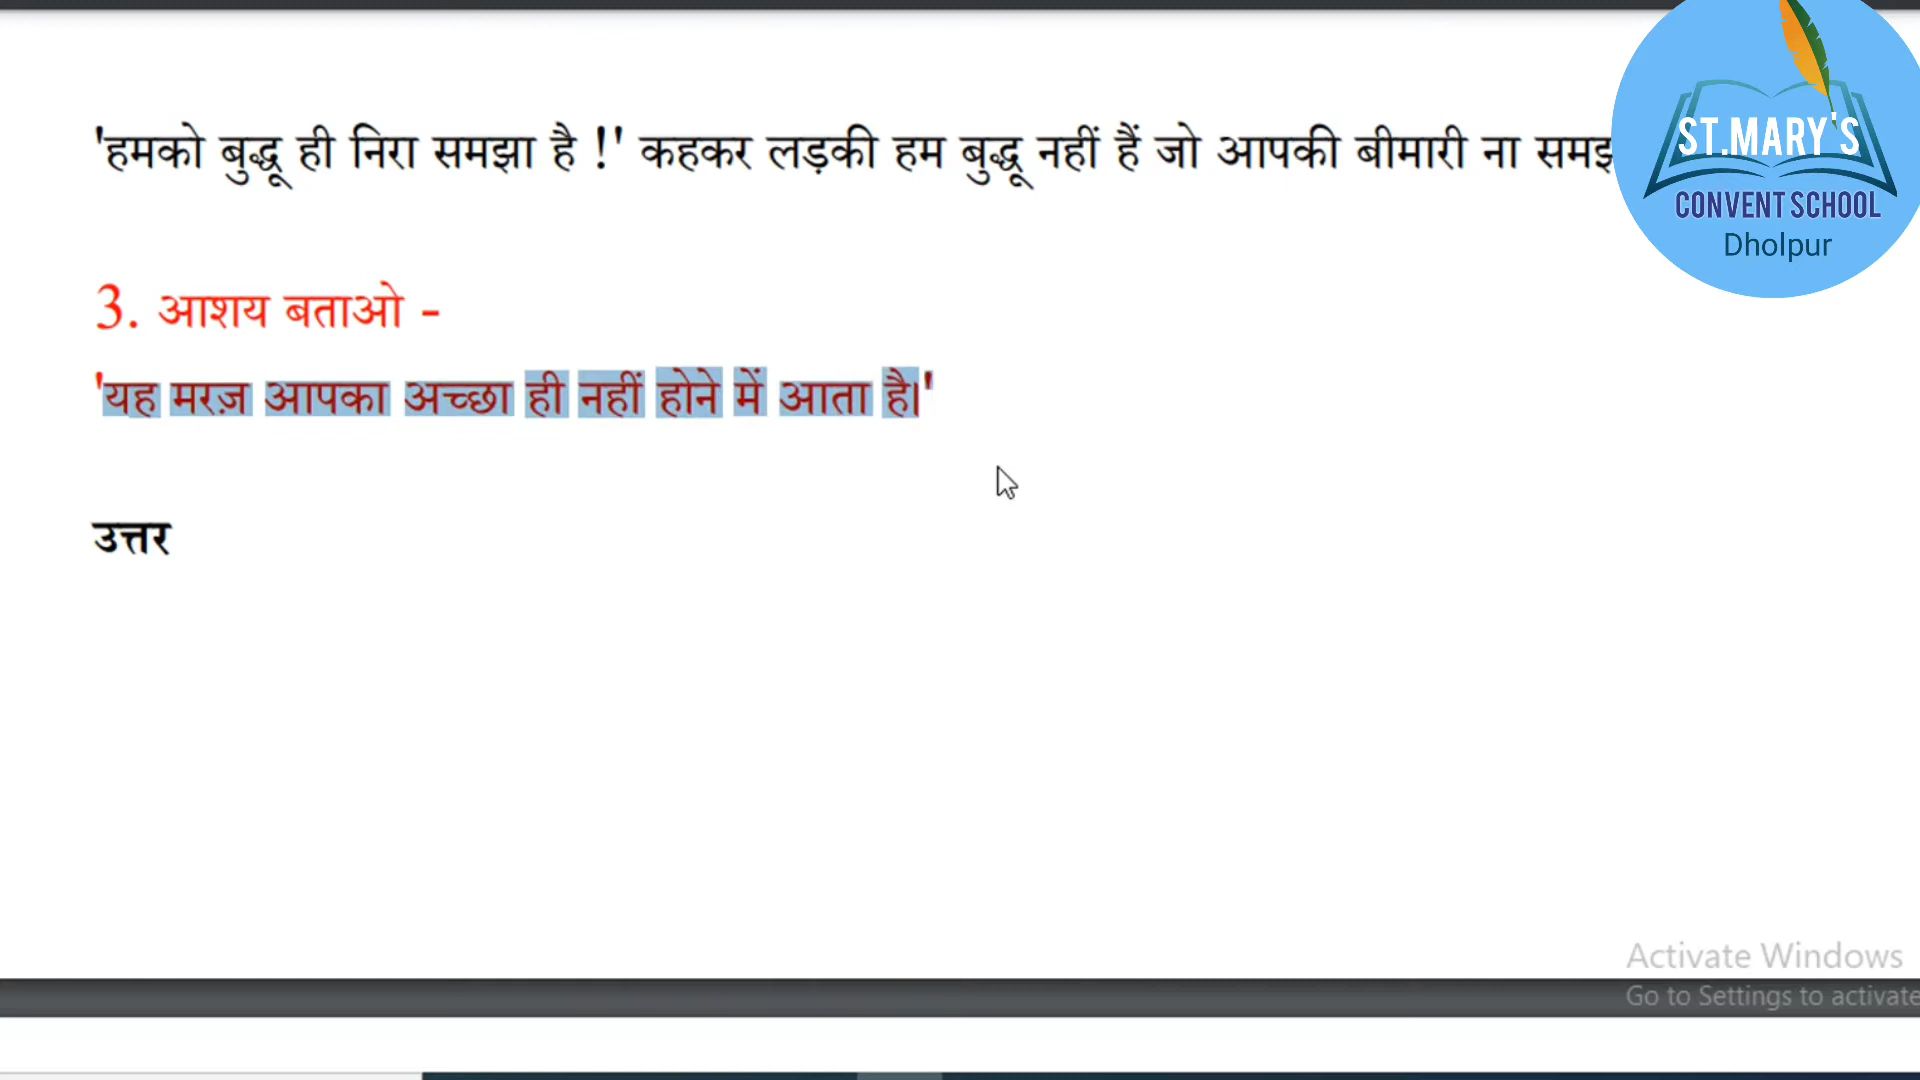 'हमको बुद्धू ही निरा समझा है !' कहकर लड़की हम बुद्धू नहीं हैं जो आपकी बीमारी ना
ST.MARY'S
CONVENT SCHOOL
Dholpur
3. आशय बताओ -
'यह मरज़ आपका अच्छा ही नहीं होने में आता है।'
उत्तर
Activate Windows
Go to Settings to activate